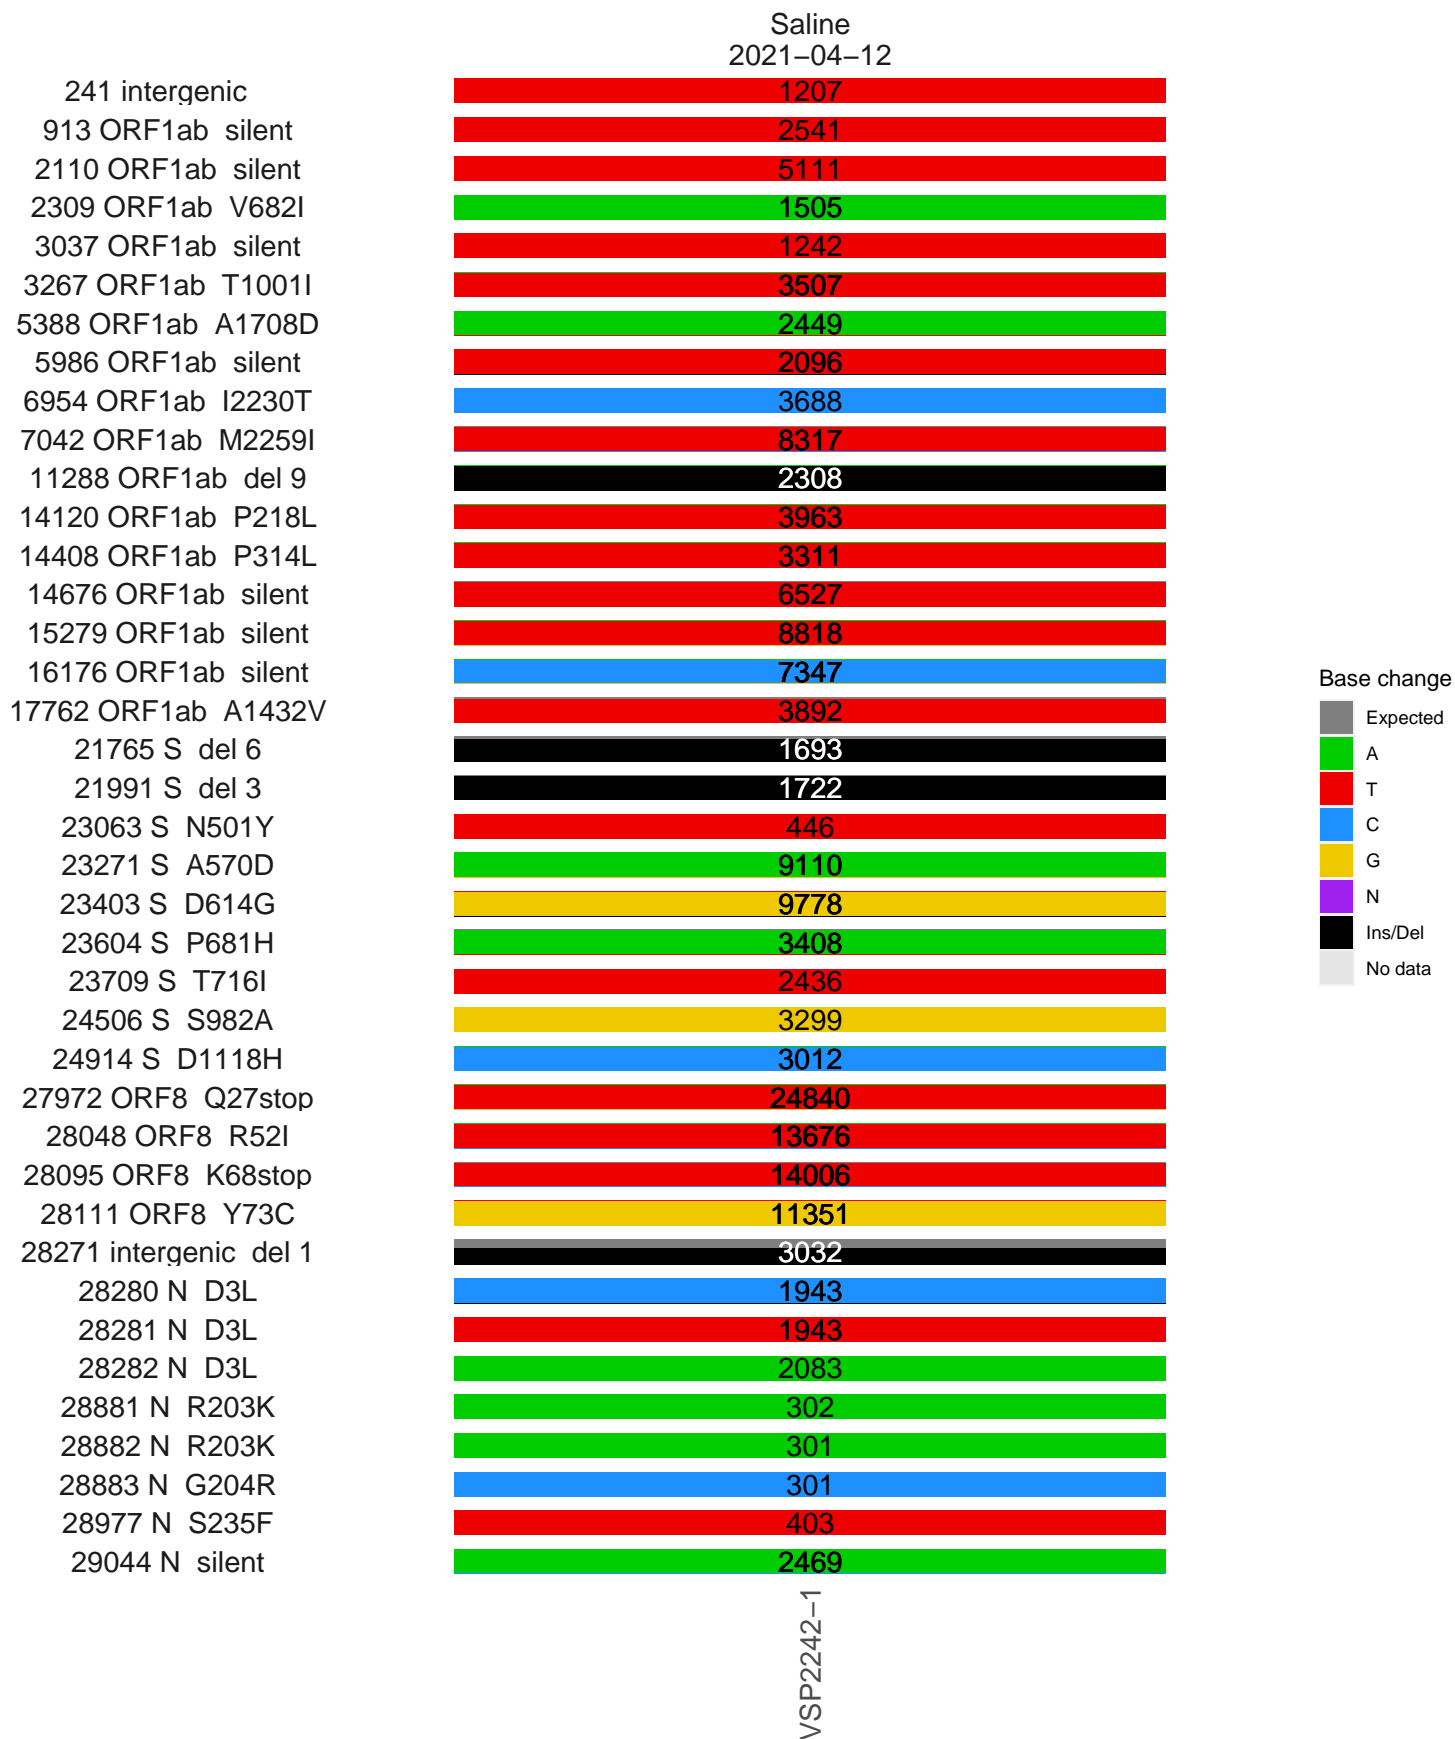 Saline
2021−04−12
241 intergenic 1207
913 ORF1ab silent 2541
2110 ORF1ab silent 5111
2309 ORF1ab V682I 1505
3037 ORF1ab silent 1242
3267 ORF1ab T1001I 3507
5388 ORF1ab A1708D 2449
5986 ORF1ab silent 2096
6954 ORF1ab I2230T 3688
7042 ORF1ab M2259I 8317
11288 ORF1ab del 9 2308
14120 ORF1ab P218L 3963
14408 ORF1ab P314L 3311
14676 ORF1ab silent 6527
15279 ORF1ab silent 8818
16176 ORF1ab silent 7347
17762 ORF1ab A1432V 3892
21765 S del 6 1693
21991 S del 3 1722
23063 S N501Y 446
23271 S A570D 9110
23403 S D614G 9778
23604 S P681H 3408
23709 S T716I 2436
24506 S S982A 3299
24914 S D1118H 3012
27972 ORF8 Q27stop 24840
28048 ORF8 R52I 13676
28095 ORF8 K68stop 14006
28111 ORF8 Y73C 11351
28271 intergenic del 1 3032
28280 N D3L 1943
28281 N D3L 1943
28282 N D3L 2083
28881 N R203K 302
28882 N R203K 301
28883 N G204R 301
28977 N S235F 403
29044 N silent 2469
VSP2242−1
Base change
Expected
A
T
C
G
N
Ins/Del
No data